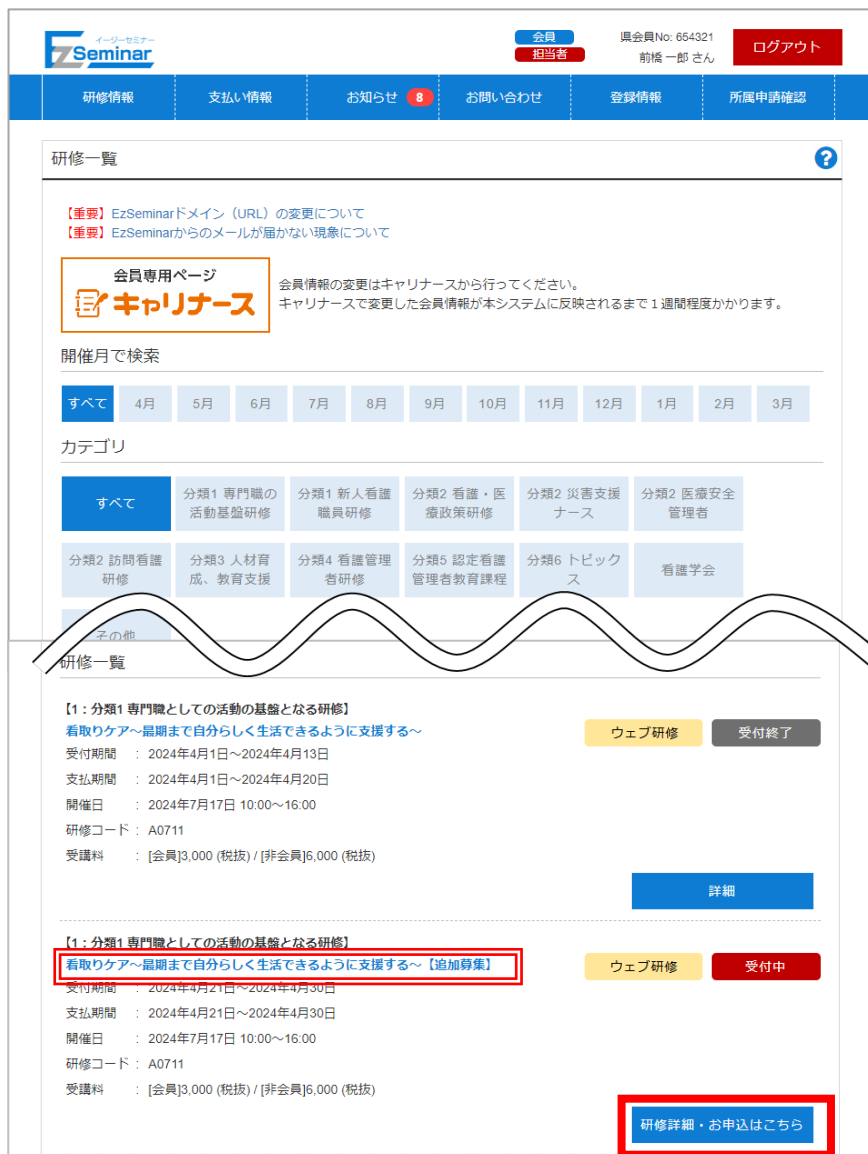 イージーセミナー
EzSeminar
会員
担当者
県会員No: 654321
前橋 一郎 さん
ログアウト
研修情報
支払い情報
お知らせ 8
お問い合わせ
登録情報
所属申請確認
研修一覧
?
【重要】EzSeminarドメイン（URL）の変更について
【重要】EzSeminarからのメールが届かない現象について
会員専用ページ
キャリナース
会員情報の変更はキャリナースから行ってください。
キャリナースで変更した会員情報が本システムに反映されるまで１週間程度かかります。
開催月で検索
すべて 4月 5月 6月 7月 8月 9月 10月 11月 12月 1月 2月 3月
カテゴリ
すべて
分類1 専門職の
活動基盤研修
分類1 新人看護
職員研修
分類2 看護・医
療政策研修
分類2 災害支援
ナース
分類2 医療安全
管理者
分類2 訪問看護
研修
分類3 人材育
成、教育支援
分類4 看護管理
者研修
分類5 認定看護
管理者教育課程
分類6 トピック
ス
看護学会
その他
研修一覧
【1：分類1 専門職としての活動の基盤となる研修】
看取りケア～最期まで自分らしく生活できるように支援する～
ウェブ研修
受付終了
受付期間 : 2024年4月1日～2024年4月13日
支払期間 : 2024年4月1日～2024年4月20日
開催日 : 2024年7月17日 10:00～16:00
研修コード : A0711
受講料 : [会員]3,000 (税抜) / [非会員]6,000 (税抜)
詳細
【1：分類1 専門職としての活動の基盤となる研修】
看取りケア～最期まで自分らしく生活できるように支援する～【追加募集】
ウェブ研修
受付中
受付期間 : 2024年4月21日～2024年4月30日
支払期間 : 2024年4月21日～2024年4月30日
開催日 : 2024年7月17日 10:00～16:00
研修コード : A0711
受講料 : [会員]3,000 (税抜) / [非会員]6,000 (税抜)
研修詳細・お申込はこちら